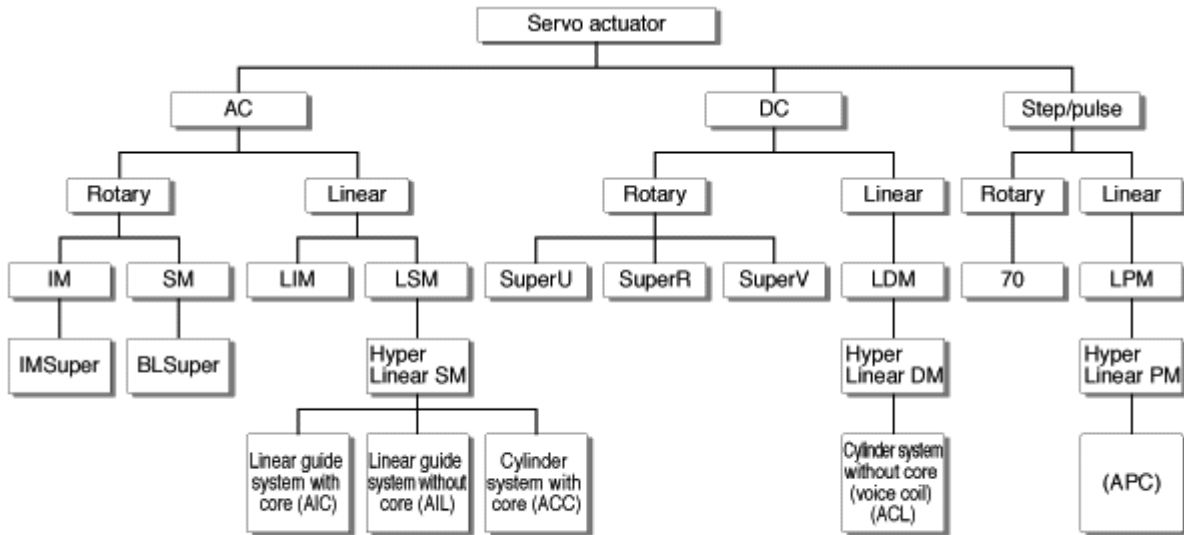 Servo actuator
AC
DC
Step/pulse
Rotary
Linear
Rotary
Linear
Rotary
Linear
IM
SM
LIM
LSM
SuperU
SuperR
SuperV
LDM
70
LPM
IMSuper
BLSuper
Hyper
Linear SM
Hyper
Linear DM
Hyper
Linear PM
Linear guide
system with
core (AIC)
Linear guide
system without
core (AIL)
Cylinder
system with
core (ACC)
Cylinder system
without core
(voice coil)
(ACL)
(APC)